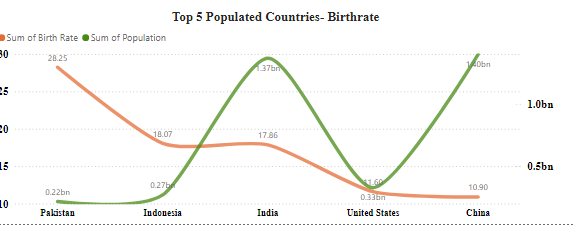 Top 5 Populated Countries- Birthrate
Sum of Birth Rate Sum of Population
30
25
20
15
10
28.25
18.07
17.86
11.60
10.90
0.22bn
0.27bn
1.37bn
0.33bn
1.40bn
1.0bn
0.5bn
Pakistan Indonesia India United States China